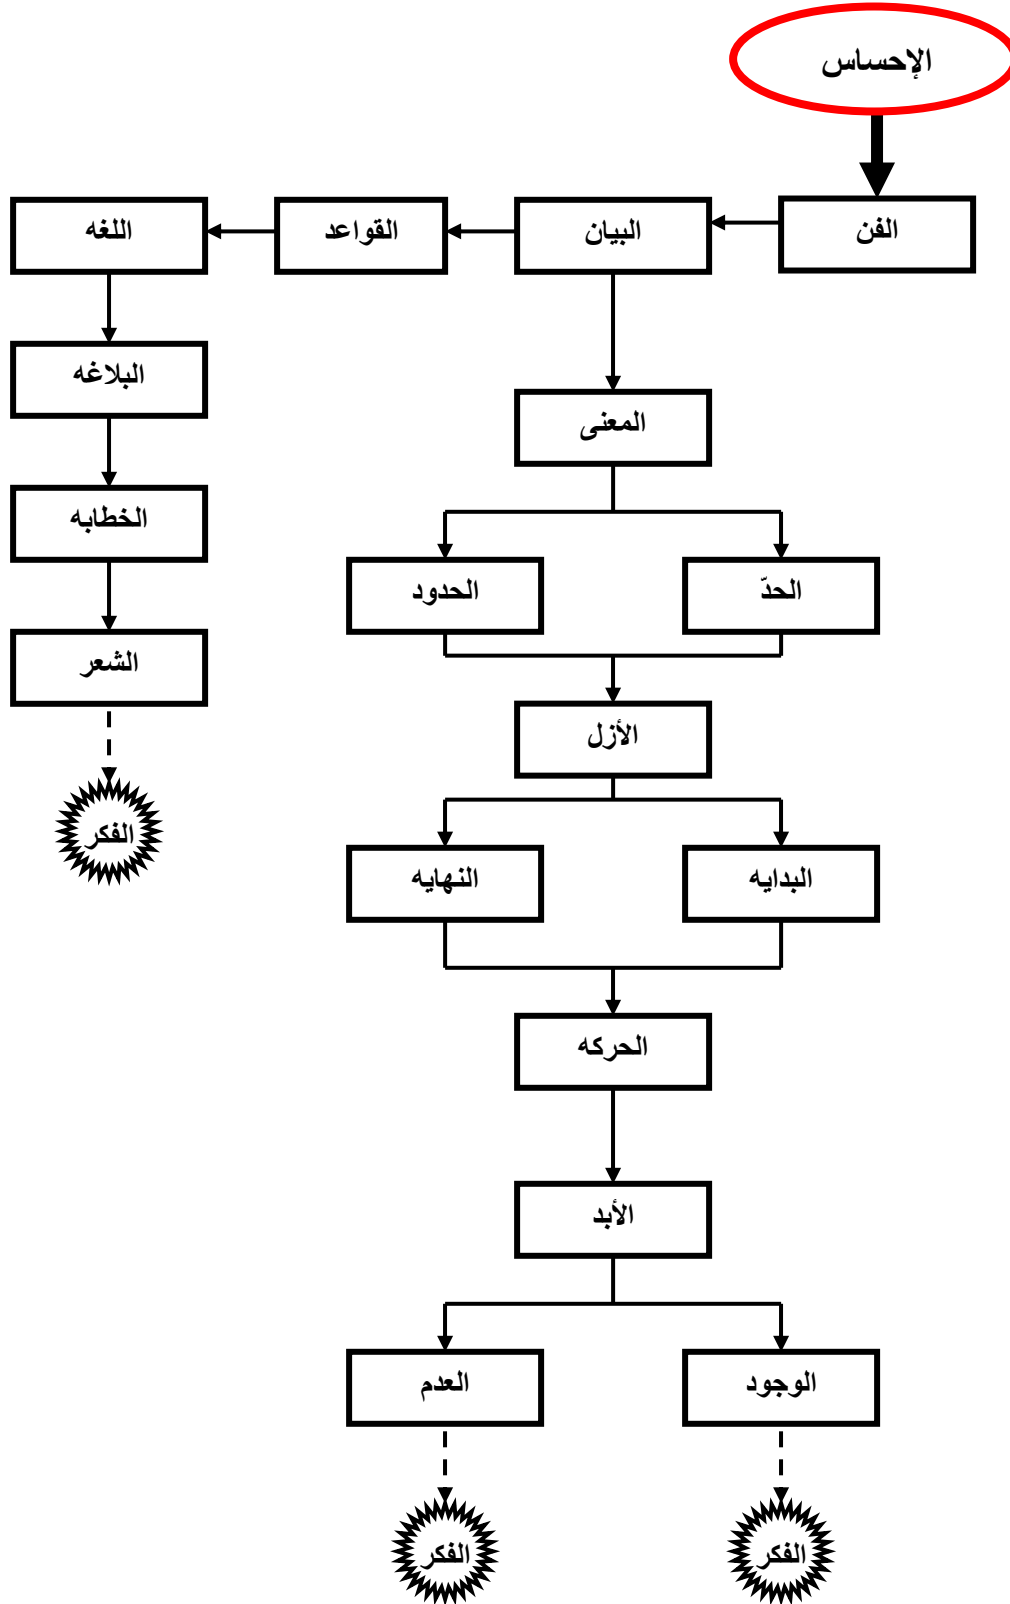 الإحساس
الفن
البيان
القواعد
اللغه
البلاغه
المعنى
الخطابه
الحدّ
الحدود
الشعر
الأزل
الفكر
البدايه
النهايه
الحركه
الأبد
الوجود
العدم
الفكر
الفكر